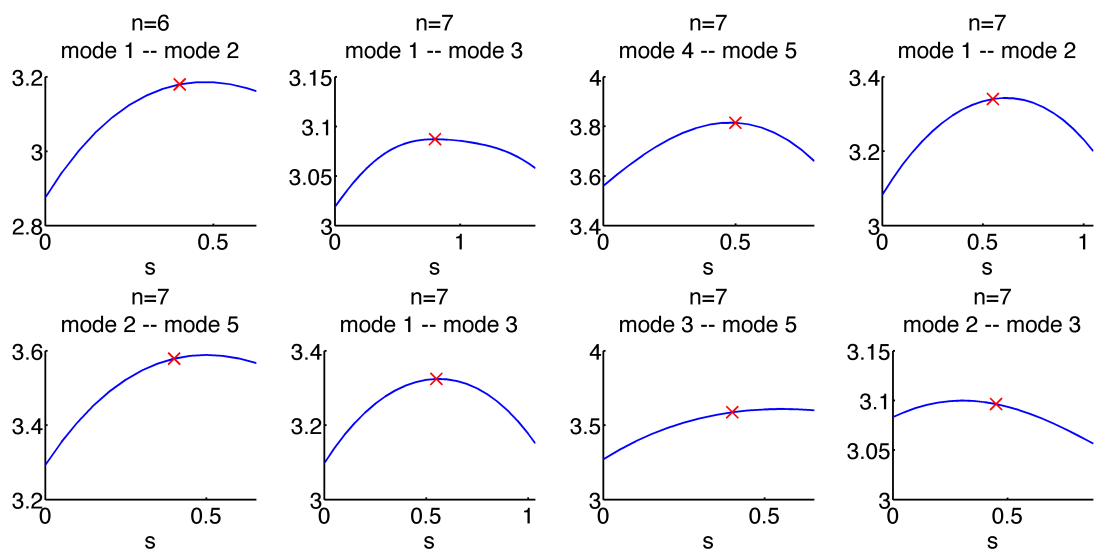 n=6
mode 1 -- mode 2
3.2
3
2.8
0
0.5
s
n=7
mode 1 -- mode 3
3.15
3.1
3.05
3
0
1
s
n=7
mode 4 -- mode 5
4
3.8
3.6
3.4
0
0.5
s
n=7
mode 1 -- mode 2
3.4
3.2
3
0
0.5
1
s
n=7
mode 2 -- mode 5
3.6
3.4
3.2
0
0.5
s
n=7
mode 1 -- mode 3
3.4
3.2
3
0
0.5
1
s
n=7
mode 3 -- mode 5
4
3.5
3
0
0.5
s
n=7
mode 2 -- mode 3
3.15
3.1
3.05
3
0
0.5
s